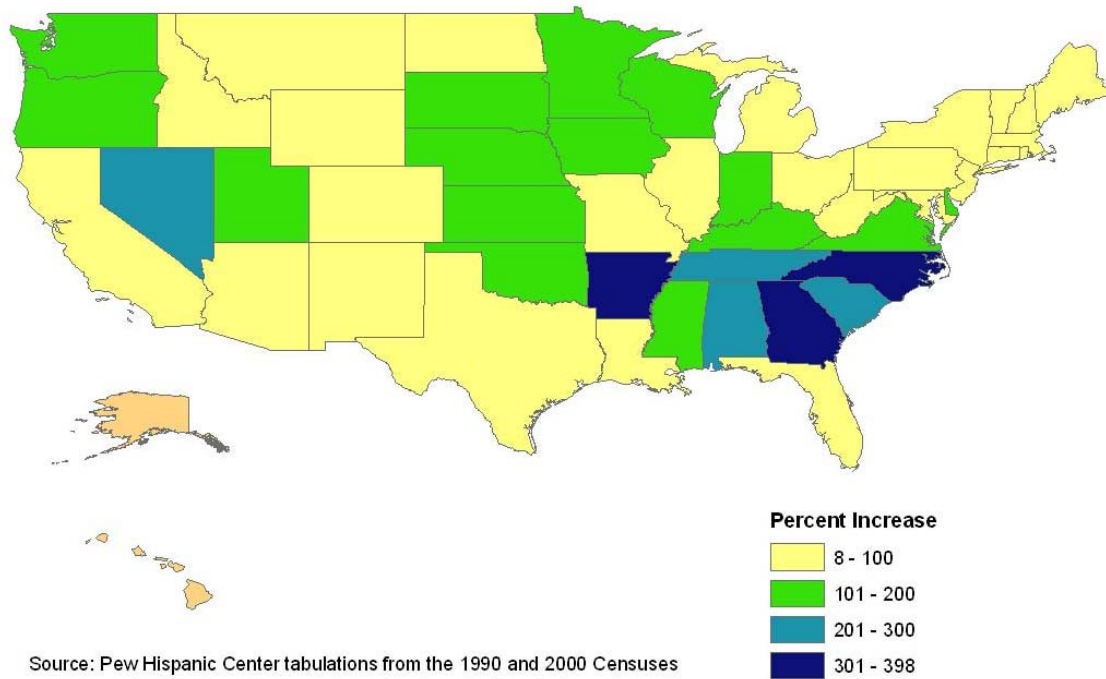 Percent Increase
8 - 100
101 - 200
201 - 300
301 - 398
Source: Pew Hispanic Center tabulations from the 1990 and 2000 Censuses